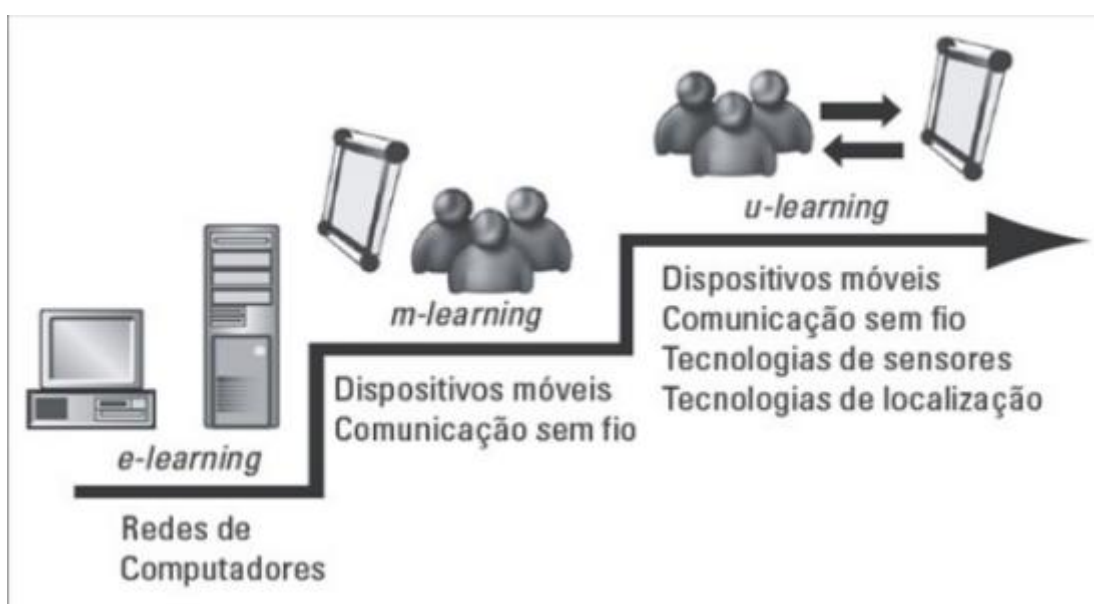 e-learning
Redes de
Computadores
m-learning
Dispositivos móveis
Comunicação sem fio
u-learning
Dispositivos móveis
Comunicação sem fio
Tecnologias de sensores
Tecnologias de localização